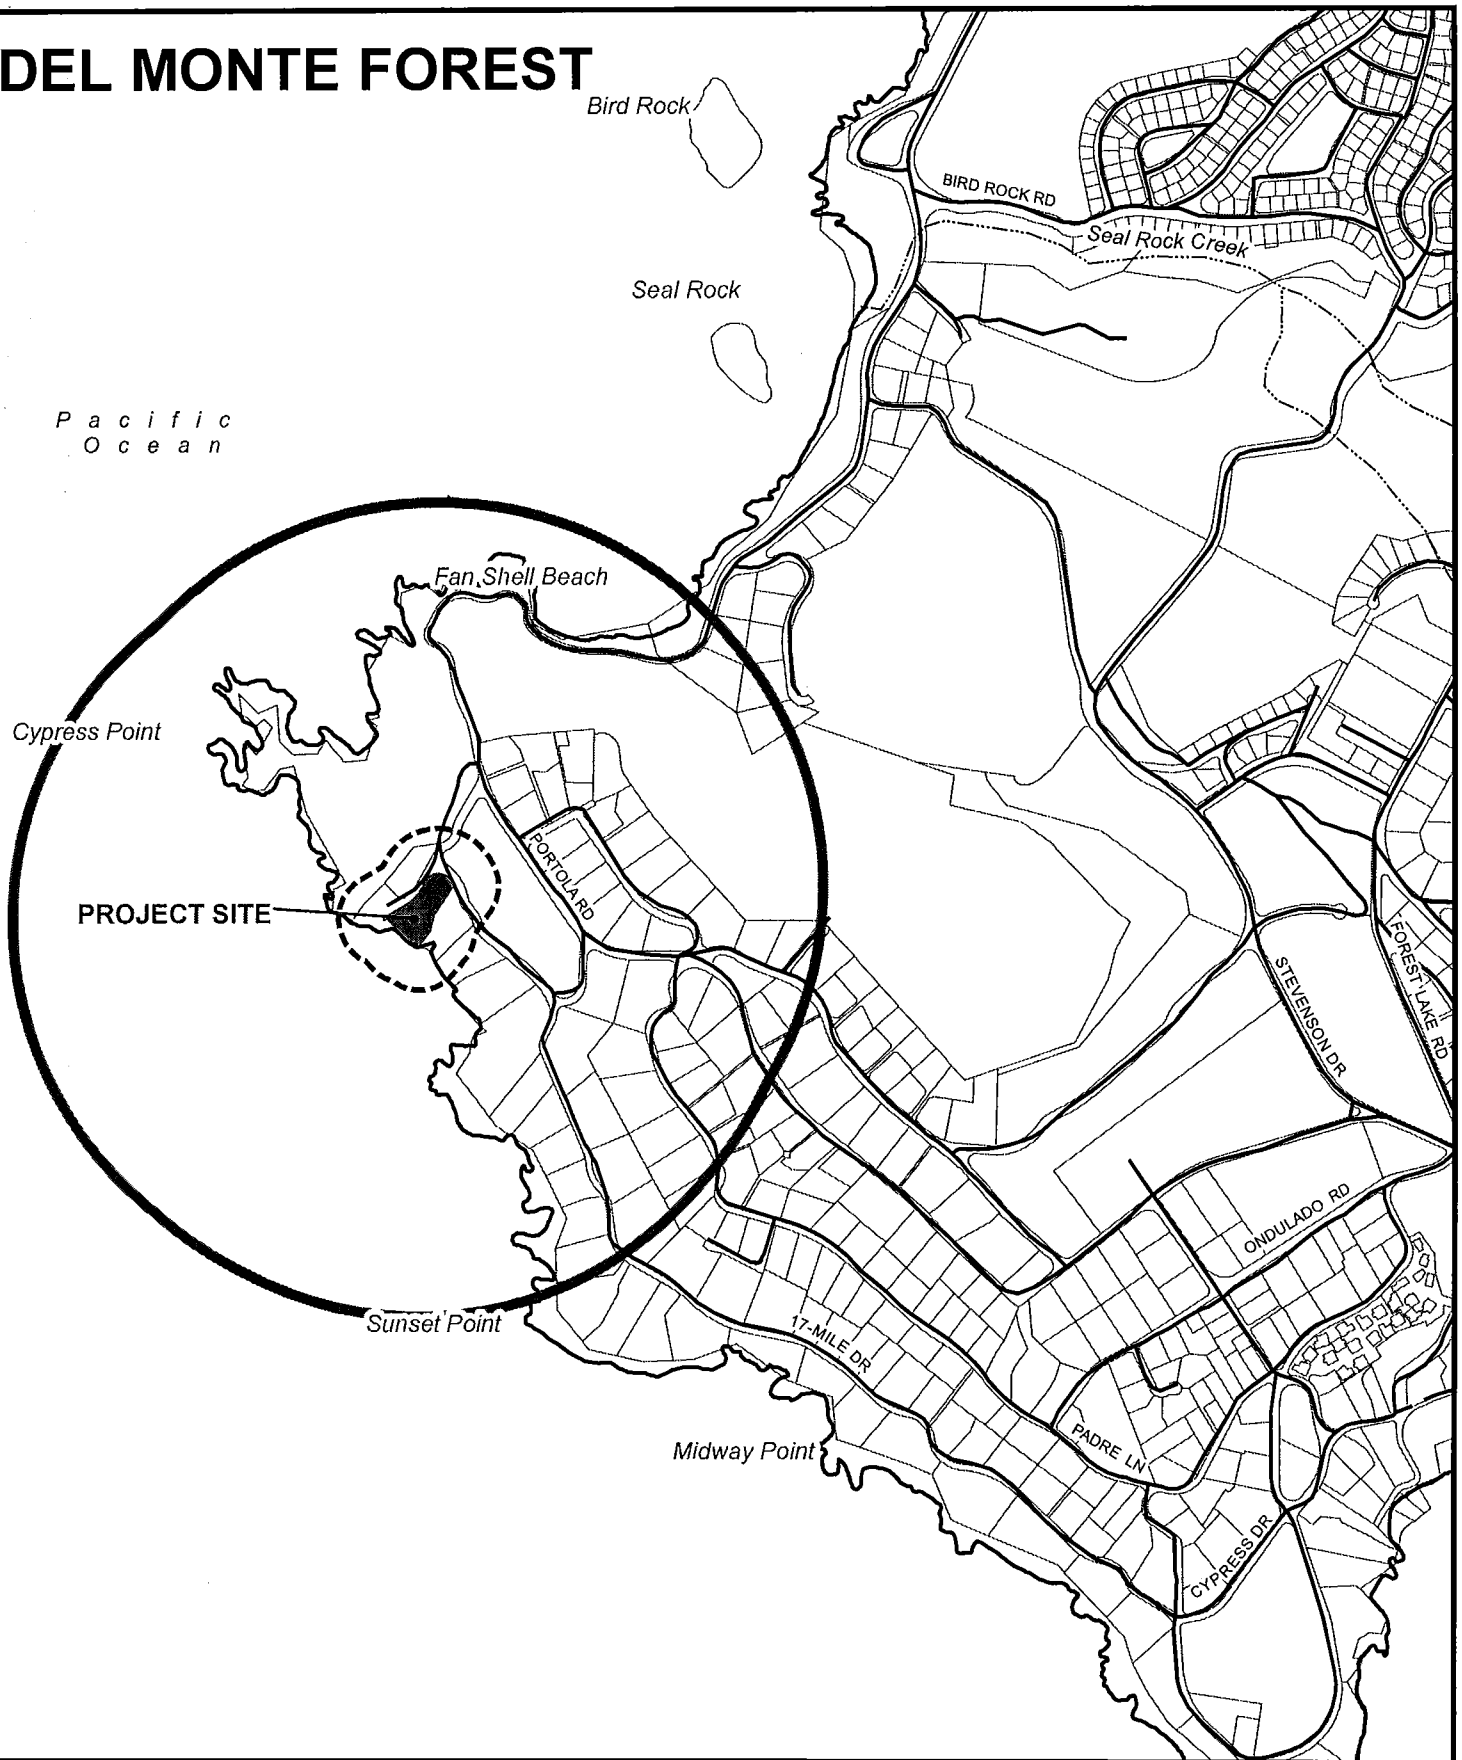 DEL MONTE FOREST
Bird Rock
BIRD ROCK RD
Seal Rock Creek
Seal Rock
Pacific
Ocean
Fan Shell Beach
Cypress Point
PORTOLA RD
PROJECT SITE
FOREST LAKE RD
STEVENSON DR
ONDULADO RD
Sunset Point
17-MILE DR
PADRE LN
Midway Point
CYPRESS DR